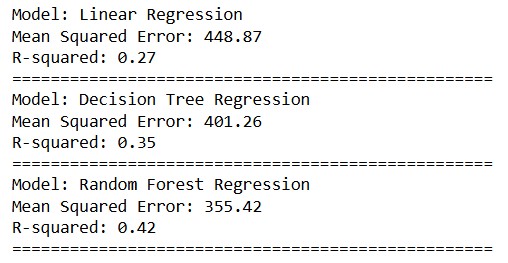 Model: Linear Regression
Mean Squared Error: 448.87
R-squared: 0.27
==================================================
Model: Decision Tree Regression
Mean Squared Error: 401.26
R-squared: 0.35
==================================================
Model: Random Forest Regression
Mean Squared Error: 355.42
R-squared: 0.42
==================================================